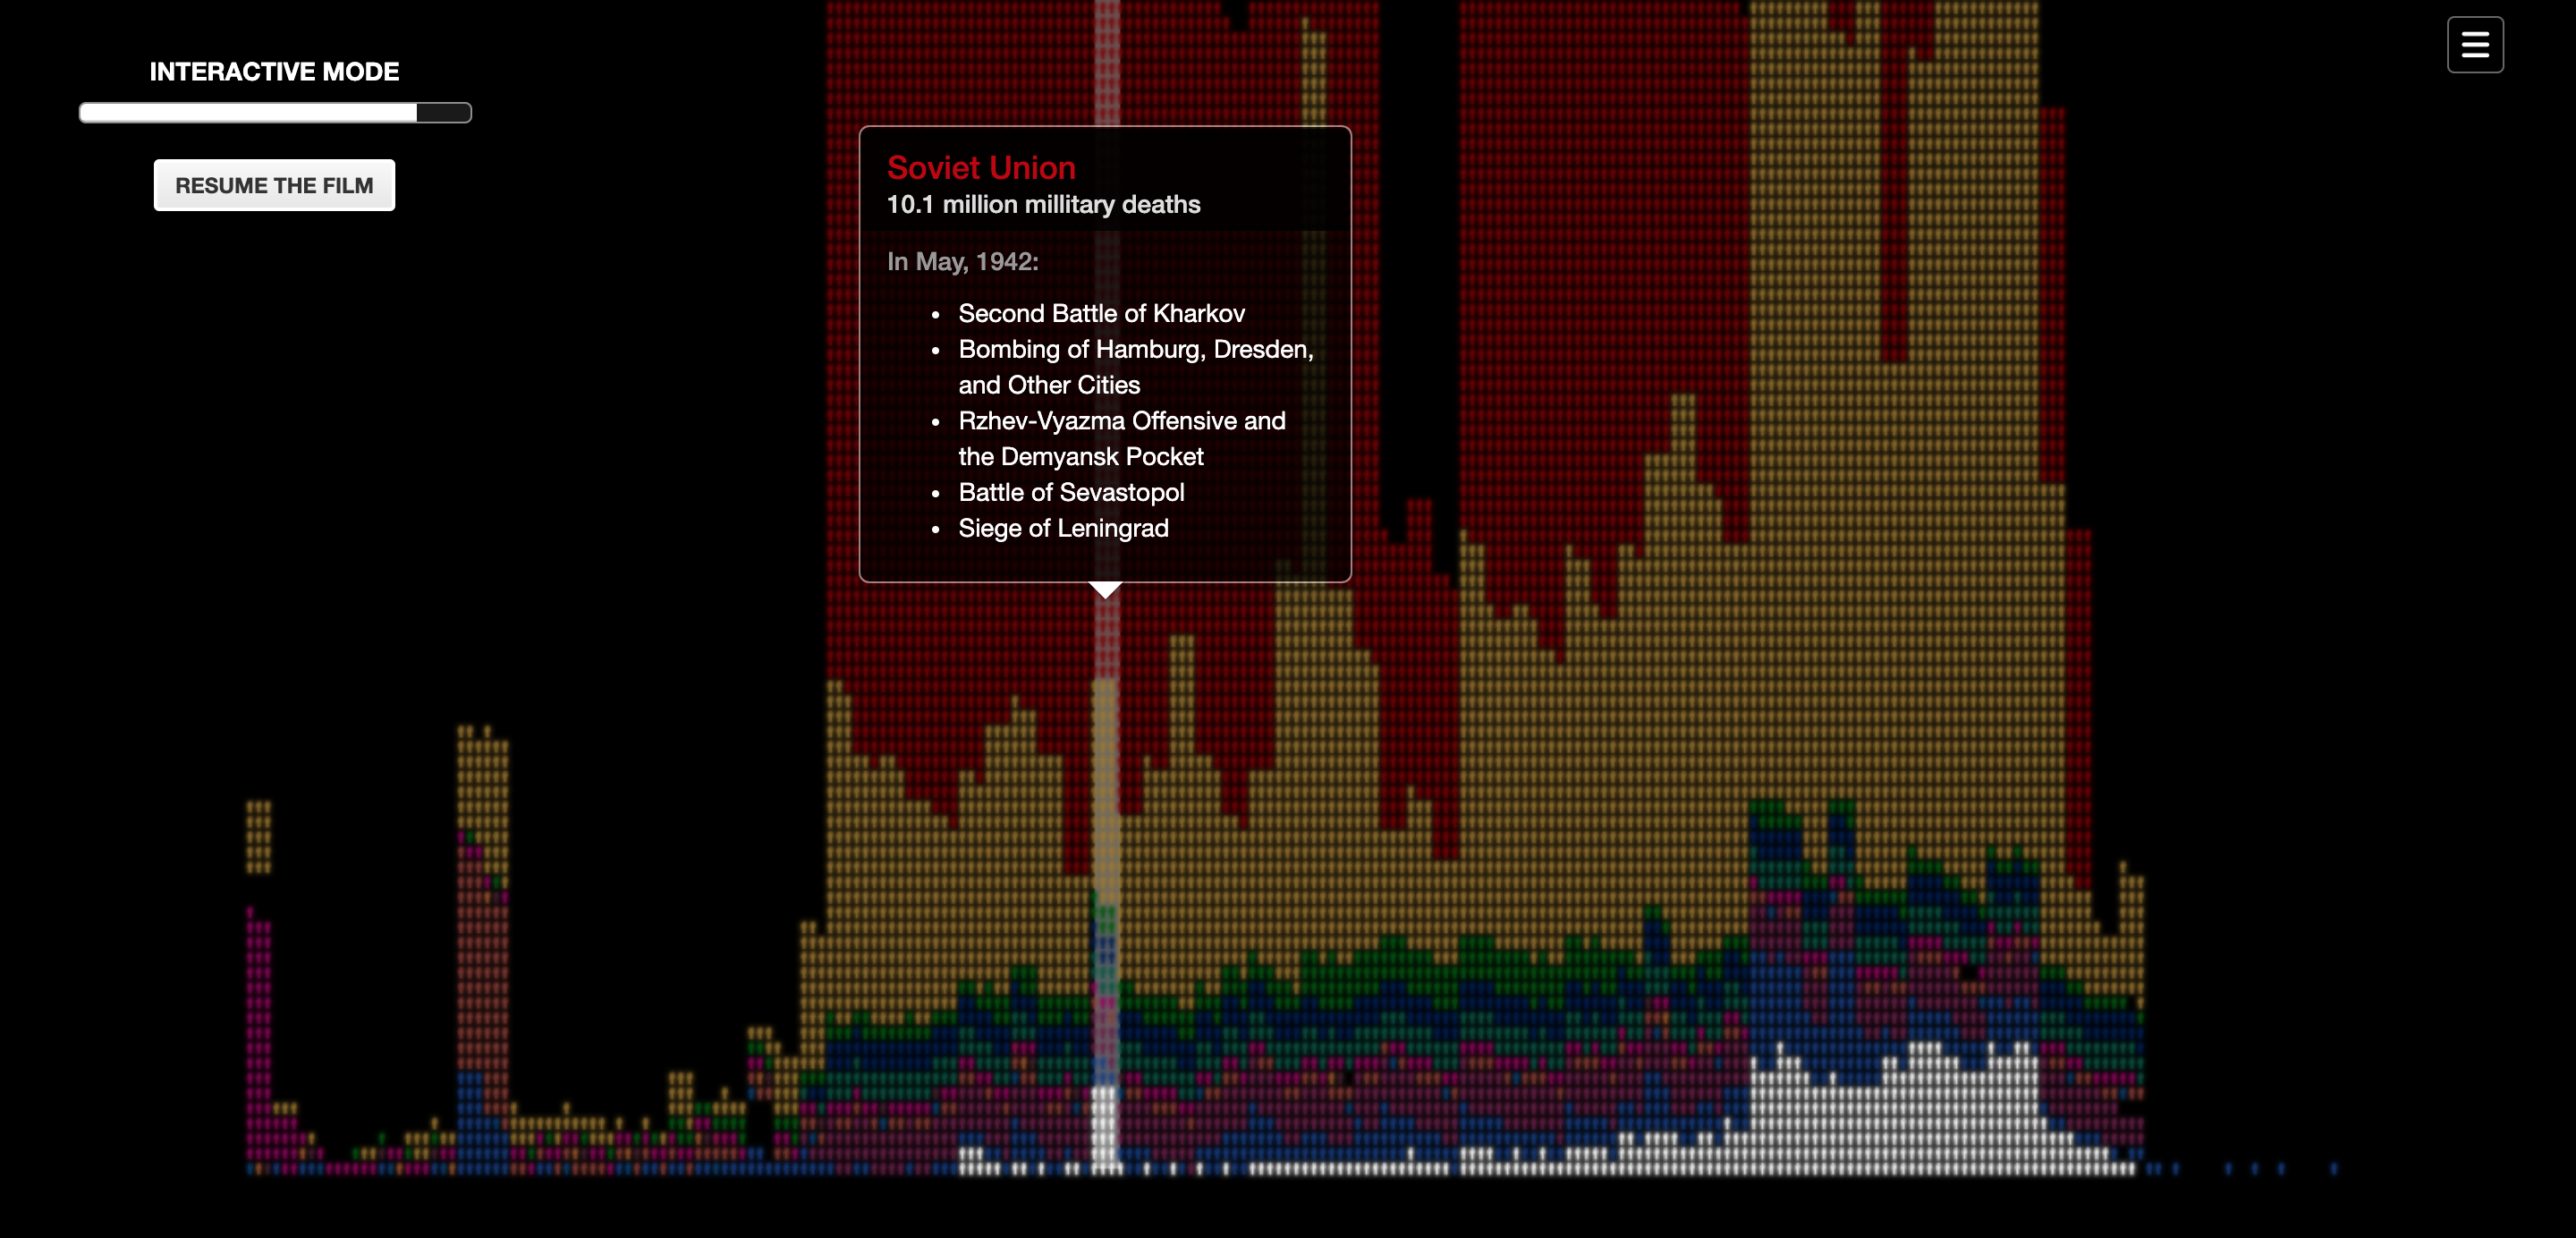 INTERACTIVE MODE
RESUME THE FILM
Soviet Union
10.1 million millitary deaths
In May, 1942:
• Second Battle of Kharkov
• Bombing of Hamburg, Dresden,
and Other Cities
• Rzhev-Vyazma Offensive and
the Demyansk Pocket
• Battle of Sevastopol
• Siege of Leningrad